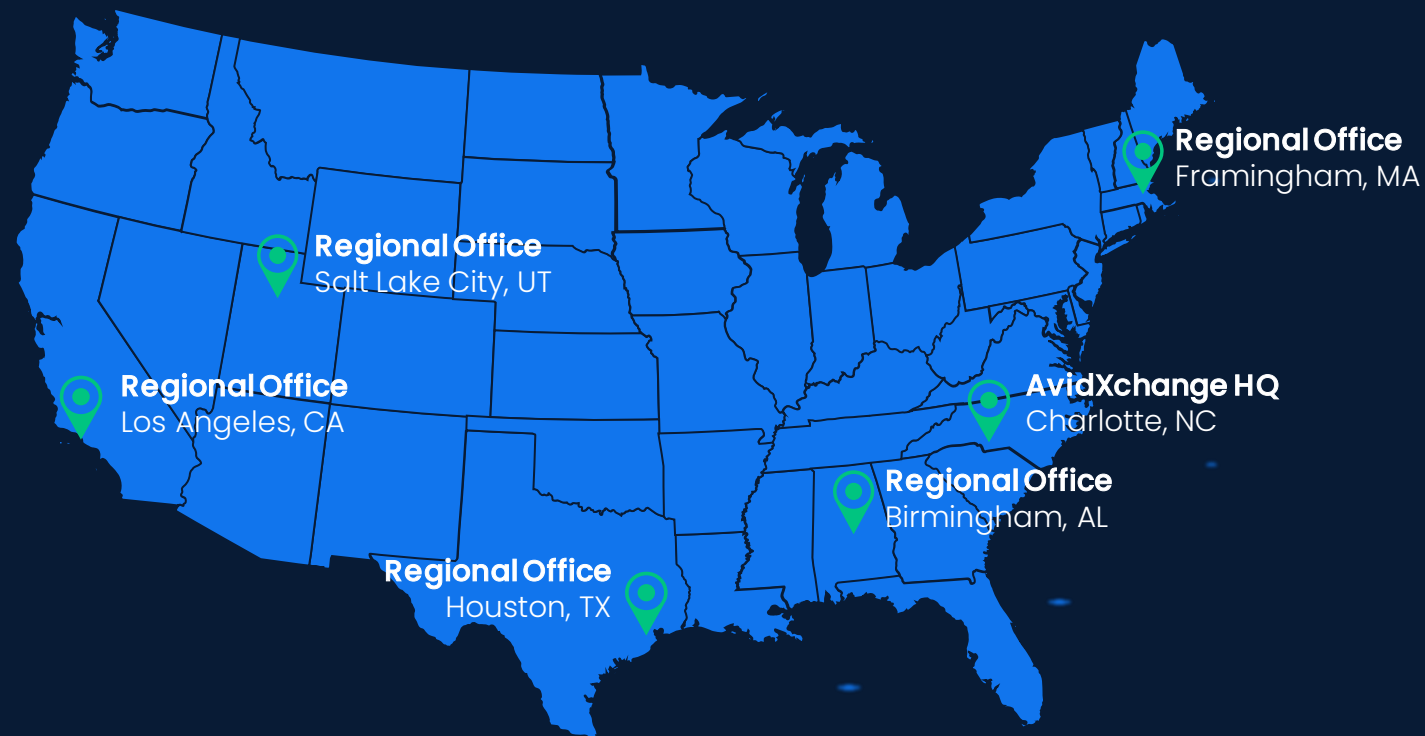 Regional Office
Framingham, MA
Regional Office
Salt Lake City, UT
Regional Office
Los Angeles, CA
AvidXchange HQ
Charlotte, NC
Regional Office
Birmingham, AL
Regional Office
Houston, TX